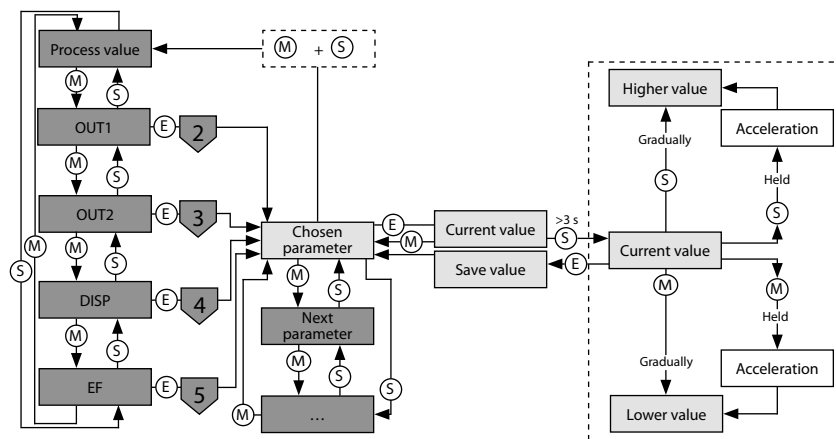 Process value
M + S
M
S
OUT1
E
2
M
S
OUT2
E
3
M
S
M
S
DISP
E
4
M
S
EF
E
5
Chosen
parameter
M
S
Next
parameter
M
S
...
M
S
E
M
Current value
Save value
>3 s
S
E
Higher value
Acceleration
Gradually
Held
S
S
Current value
M
M
Held
Gradually
Acceleration
Lower value